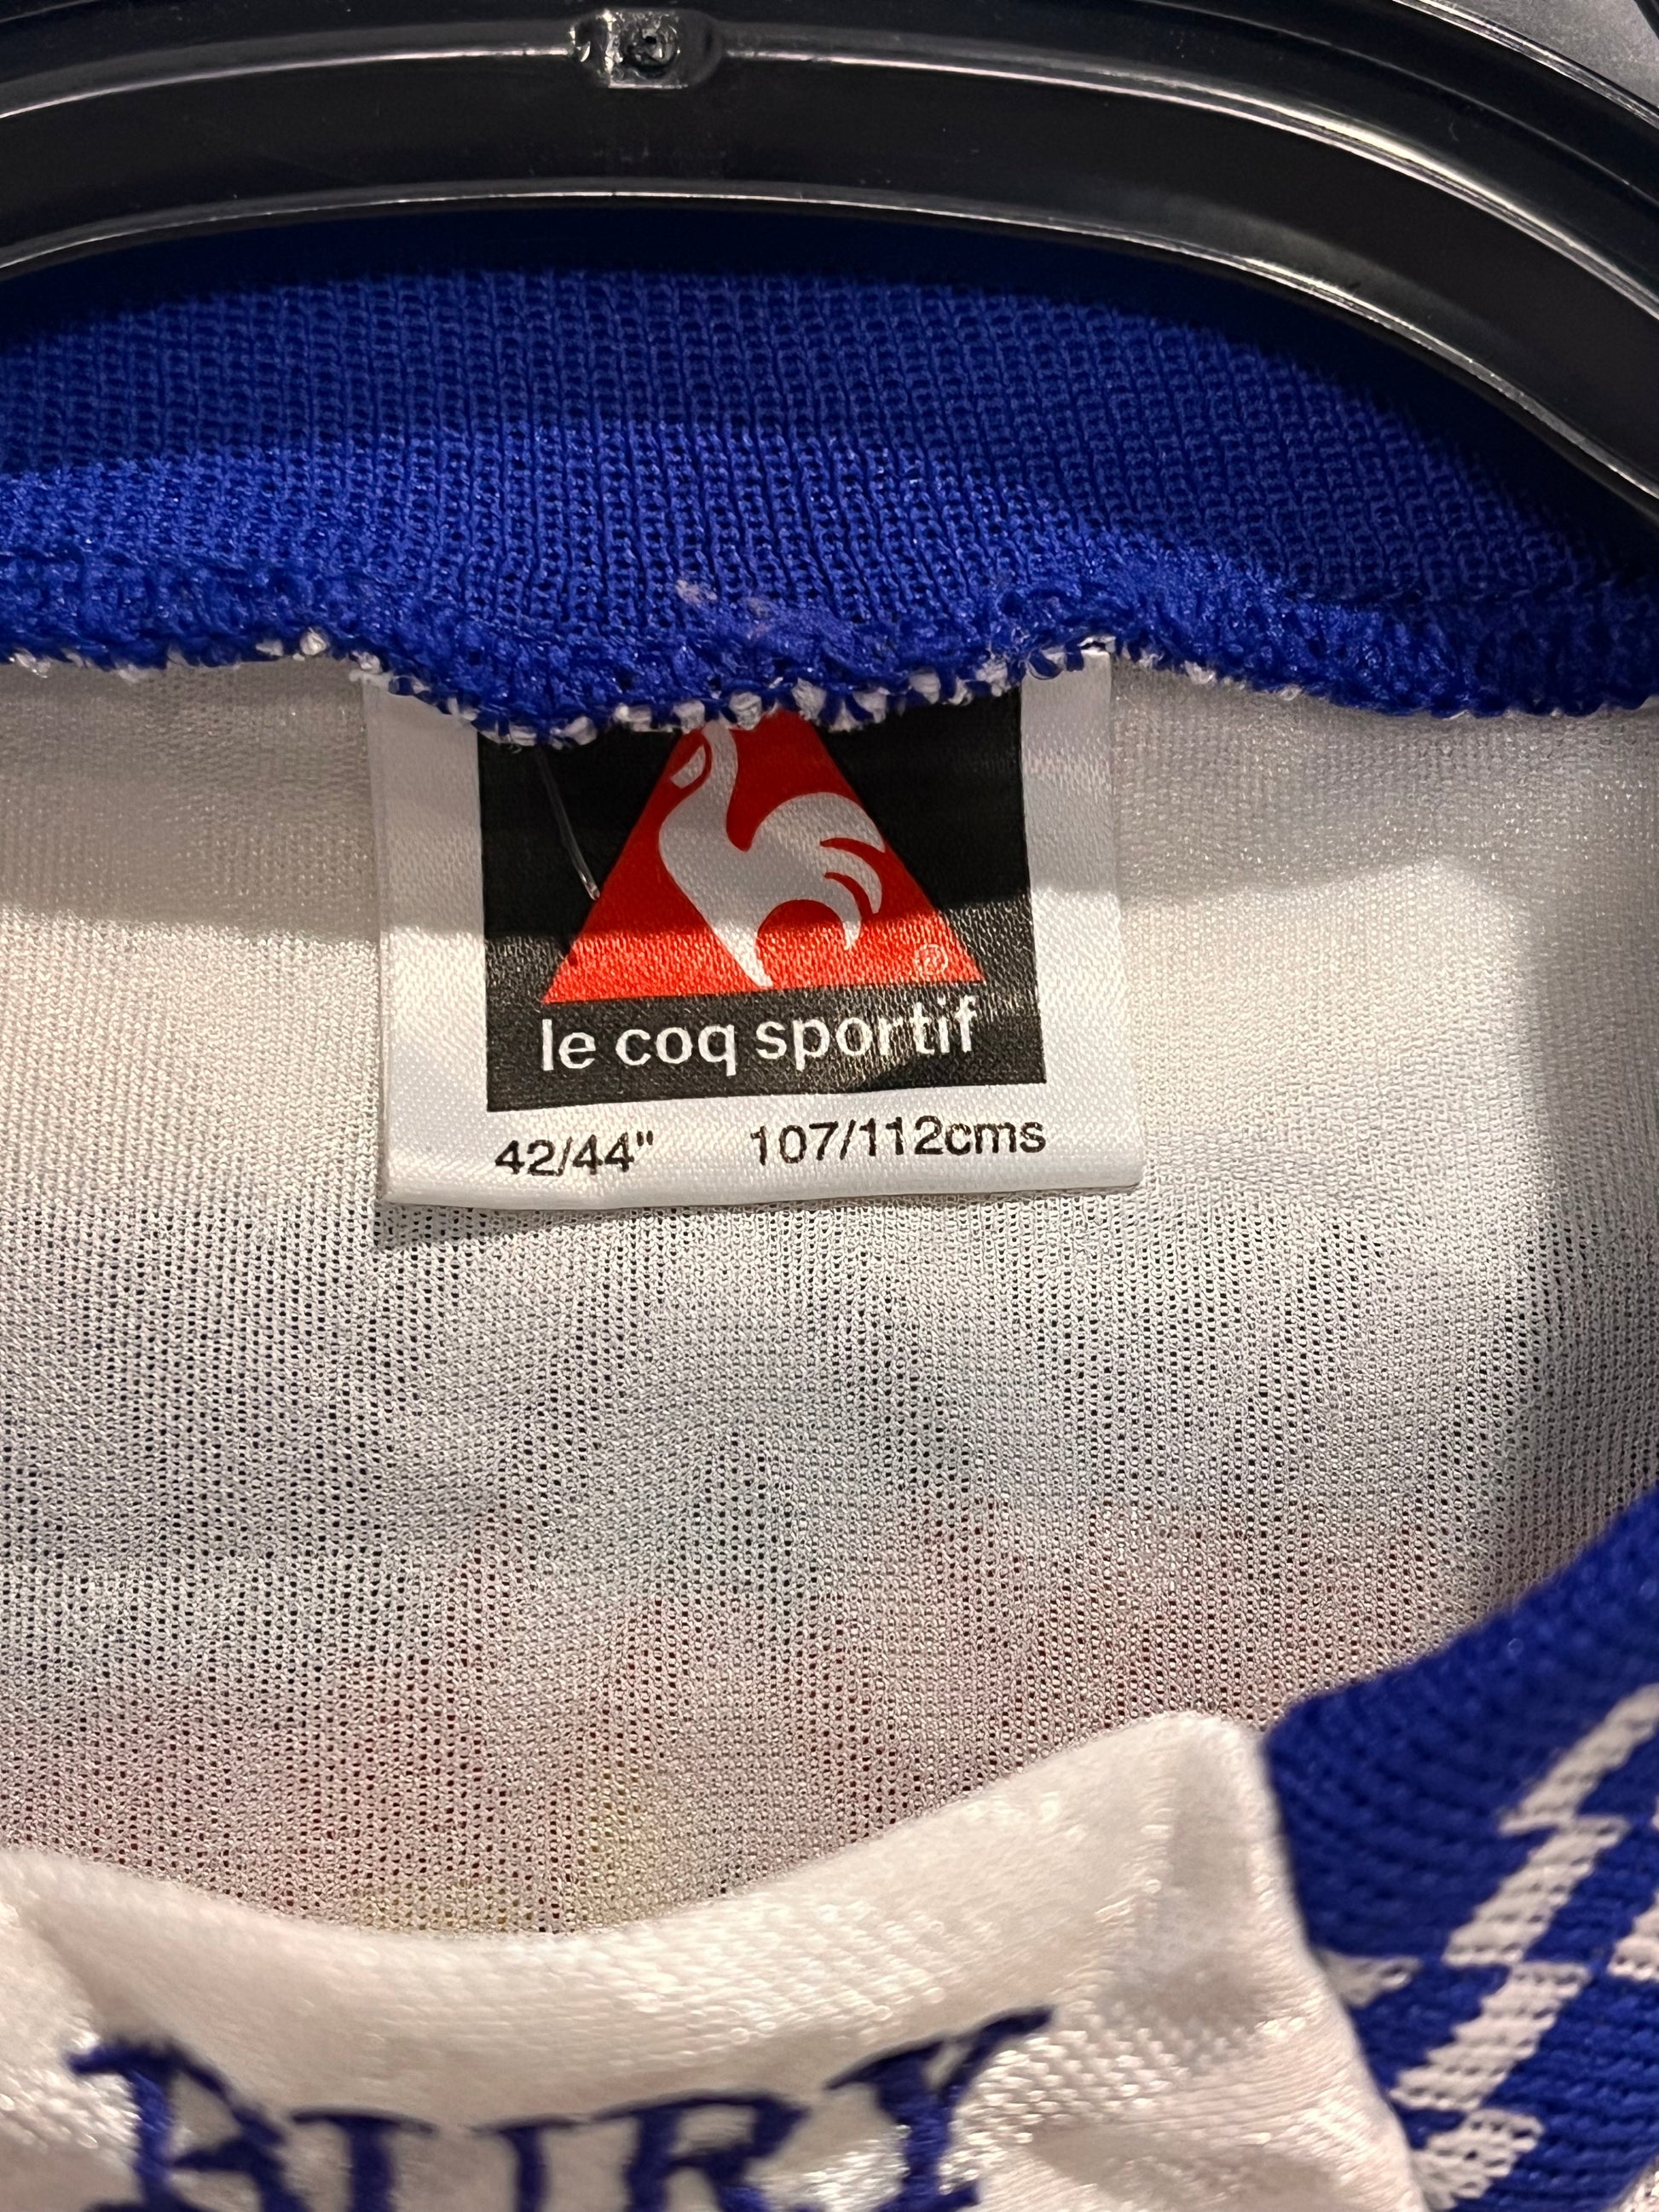 ®
le coq sportif
42/44" 107/112cms
BURY